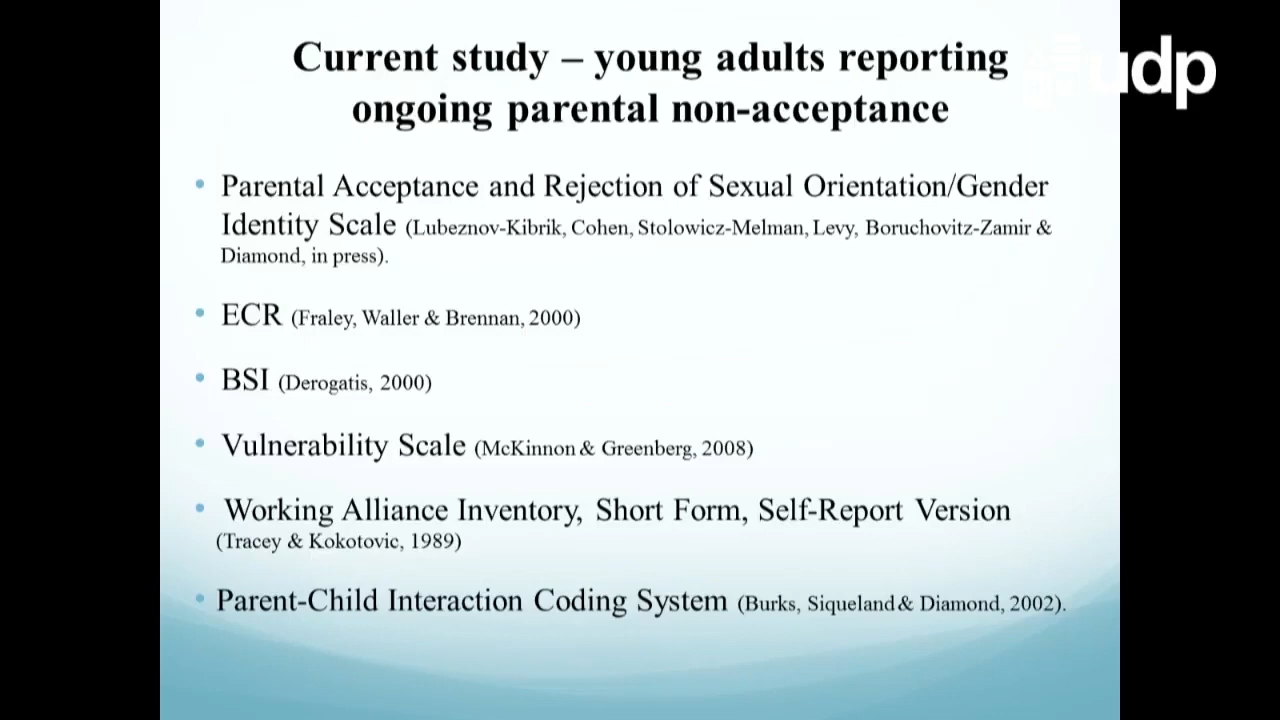 Current study – young adults reporting
ongoing parental non-acceptance
udp
• Parental Acceptance and Rejection of Sexual Orientation/Gender
Identity Scale (Lubeznov-Kibrik, Cohen, Stolowicz-Melman, Levy, Boruchovitz-Zamir &
Diamond, in press).
• ECR (Fraley, Waller & Brennan, 2000)
• BSI (Derogatis, 2000)
• Vulnerability Scale (McKinnon & Greenberg, 2008)
• Working Alliance Inventory, Short Form, Self-Report Version
(Tracey & Kokotovic, 1989)
• Parent-Child Interaction Coding System (Burks, Siqueland & Diamond, 2002).